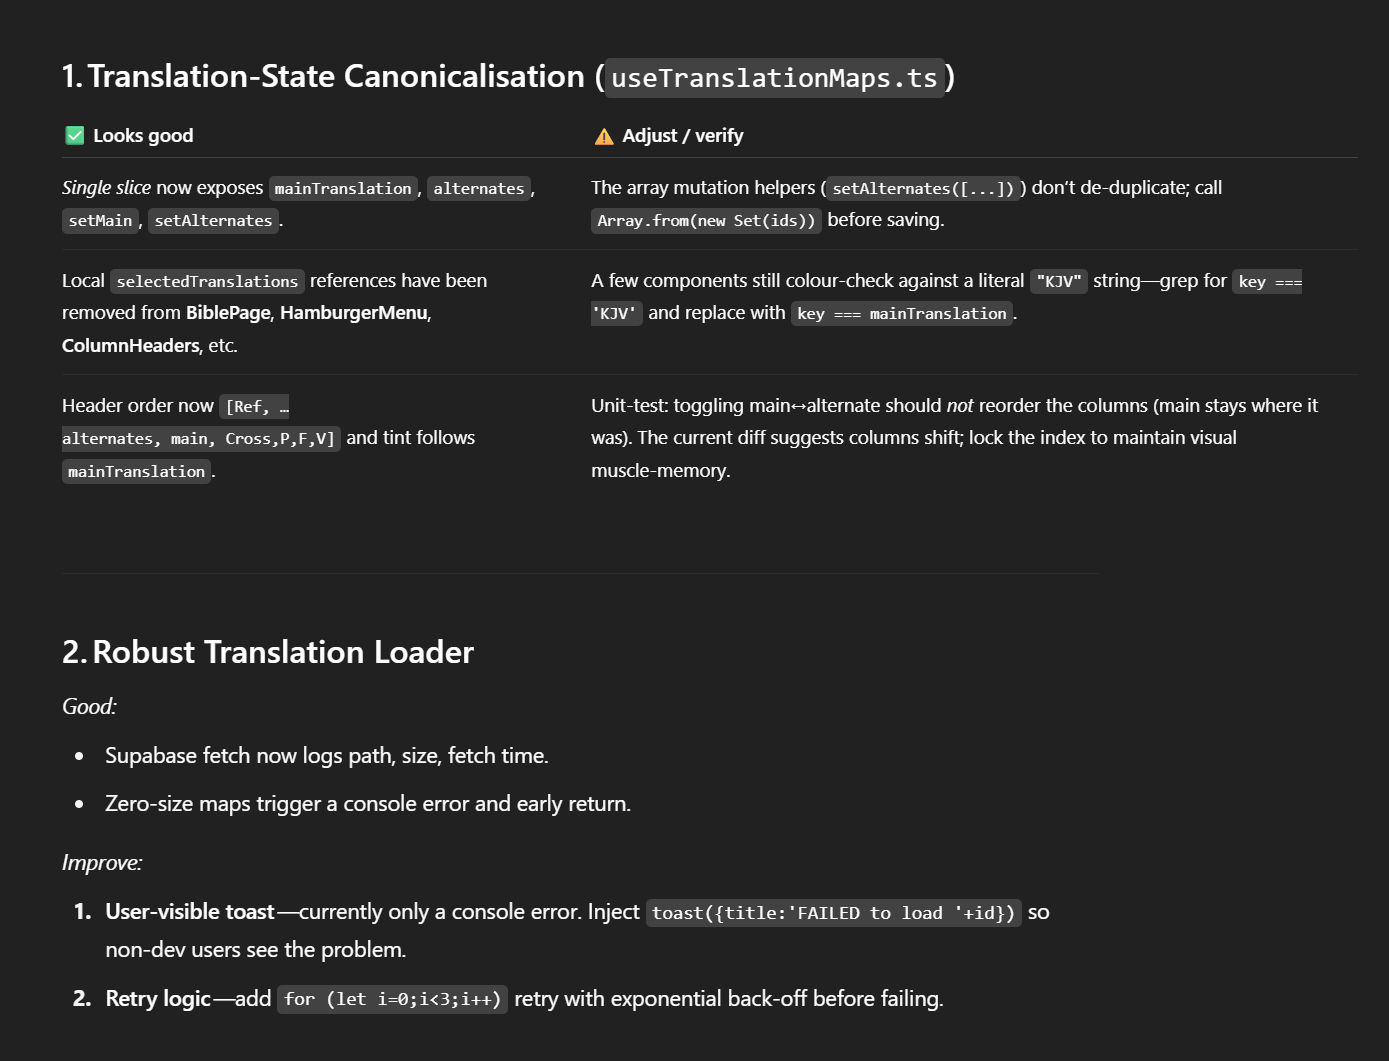 1. Translation-State Canonicalisation (useTranslationMaps.ts)
✅ Looks good
⚠️ Adjust / verify
Single slice now exposes mainTranslation, alternates,
setMain, setAlternates.
The array mutation helpers (setAlternates([...])) don’t de-duplicate; call
Array.from(new Set(ids)) before saving.
Local selectedTranslations references have been
removed from BiblePage, HamburgerMenu,
ColumnHeaders, etc.
A few components still colour-check against a literal "KJV" string—grep for key ===
'KJV' and replace with key === mainTranslation.
Header order now [Ref, …
alternates, main, Cross,P,F,V] and tint follows
mainTranslation.
Unit-test: toggling main↔alternate should not reorder the columns (main stays where it
was). The current diff suggests columns shift; lock the index to maintain visual
muscle-memory.
2. Robust Translation Loader
Good:
• Supabase fetch now logs path, size, fetch time.
• Zero-size maps trigger a console error and early return.
Improve:
1. User-visible toast—currently only a console error. Inject toast({title:'FAILED to load '+id}) so
non-dev users see the problem.
2. Retry logic—add for (let i=0;i<3;i++) retry with exponential back-off before failing.